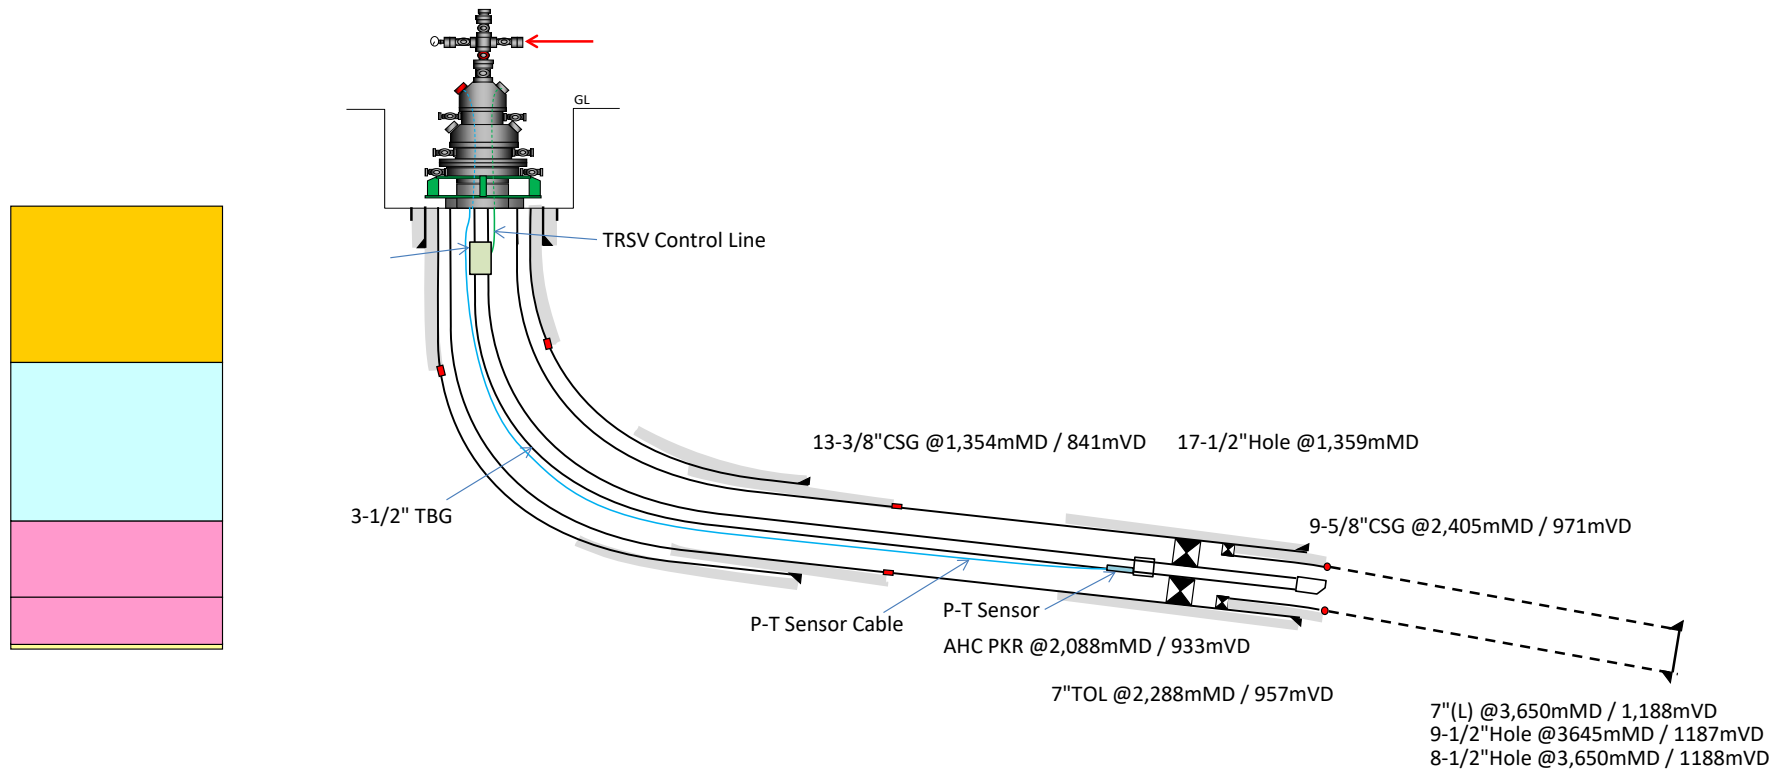 GL
TRSV Control Line
13-3/8"CSG @1,354mMD / 841mVD
17-1/2"Hole @1,359mMD
3-1/2" TBG
9-5/8"CSG @2,405mMD / 971mVD
P-T Sensor Cable
P-T Sensor
AHC PKR @2,088mMD / 933mVD
7"TOL @2,288mMD / 957mVD
7"(L) @3,650mMD / 1,188mVD
9-1/2"Hole @3645mMD / 1187mVD
8-1/2"Hole @3,650mMD / 1188mVD